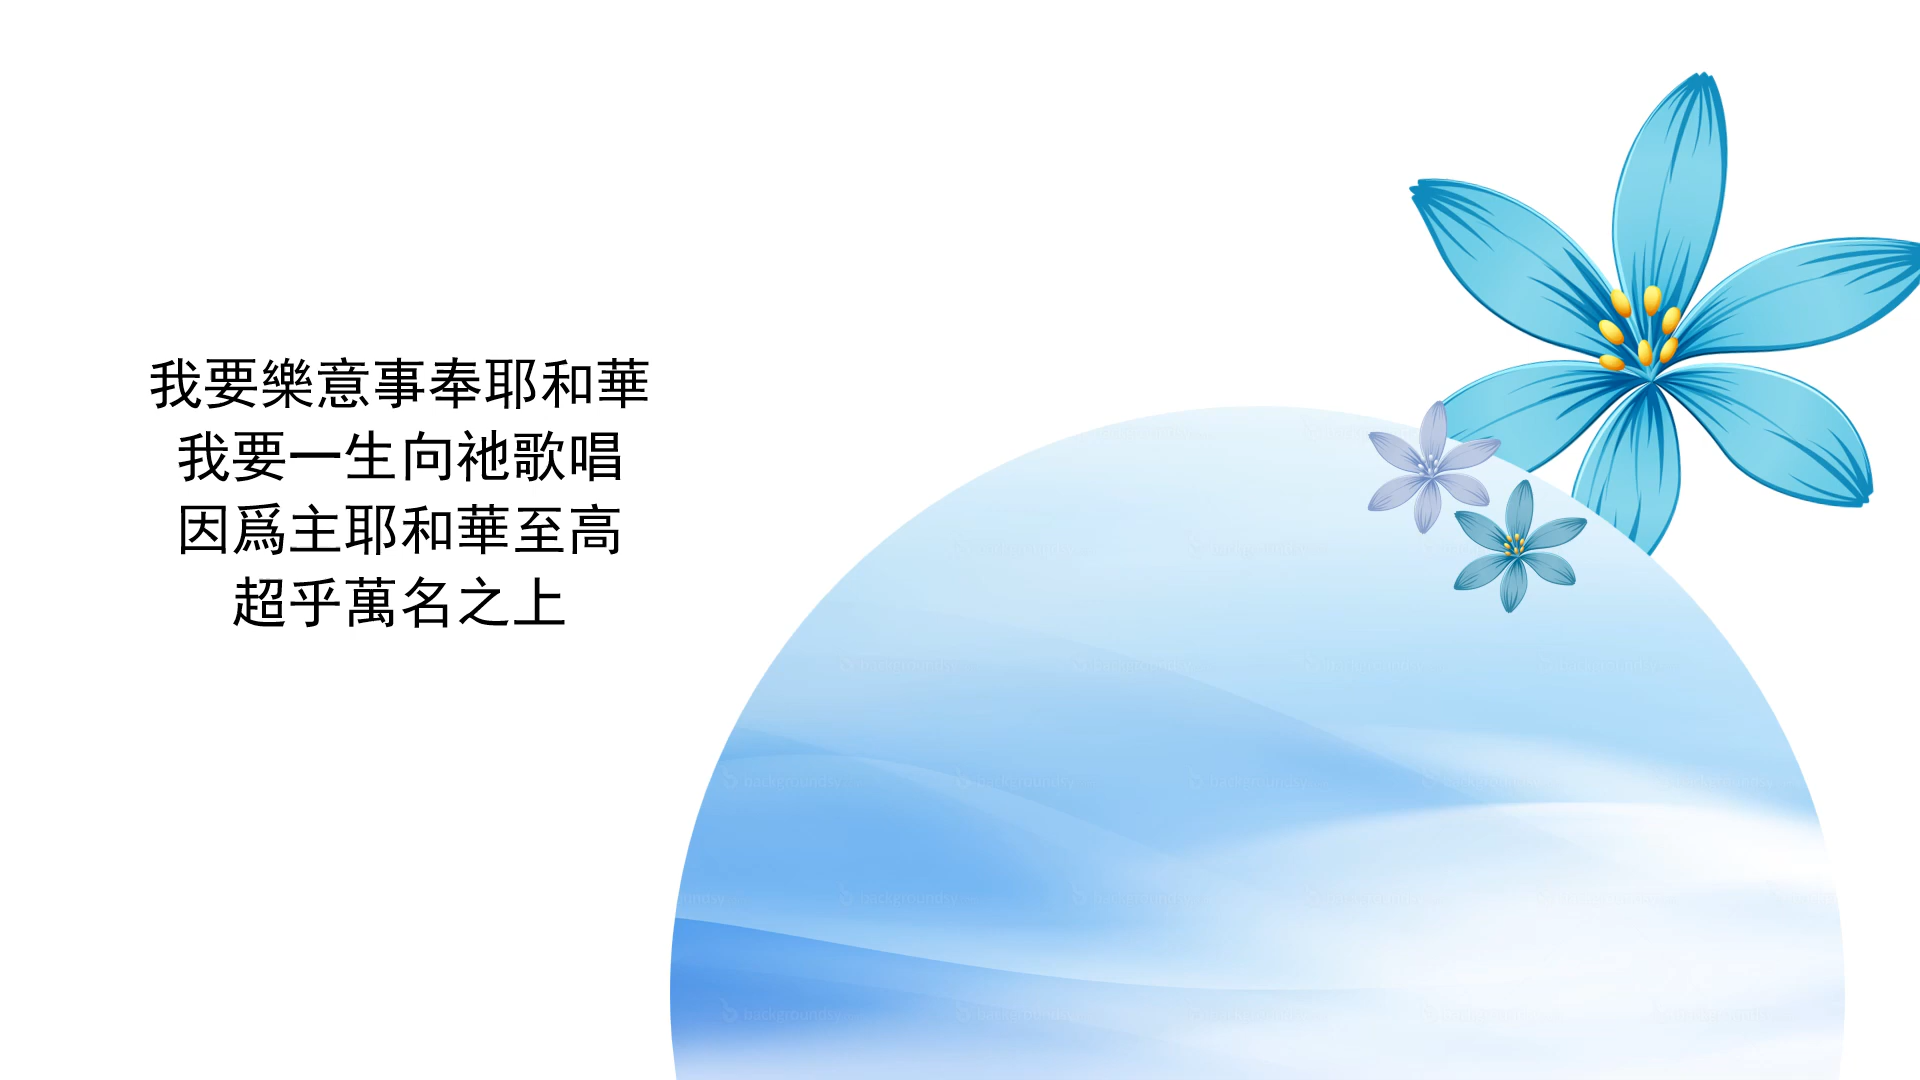 我要樂意事奉耶和華
我要一生向祂歌唱
因爲主耶和華至高
超乎萬名之上
backgroundsy